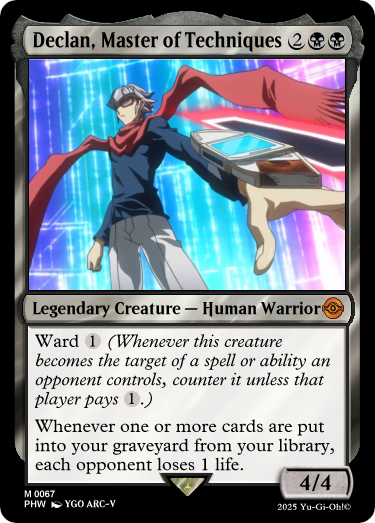 Declan, Master of Techniques 2
Legendary Creature — Human Warrior
Ward 1 (Whenever this creature
becomes the target of a spell or ability an
opponent controls, counter it unless that
player pays 1.)
Whenever one or more cards are put
into your graveyard from your library,
each opponent loses 1 life.
4/4
M 0067
PHW YGO ARC-V
2025 Yu-Gi-Oh!©